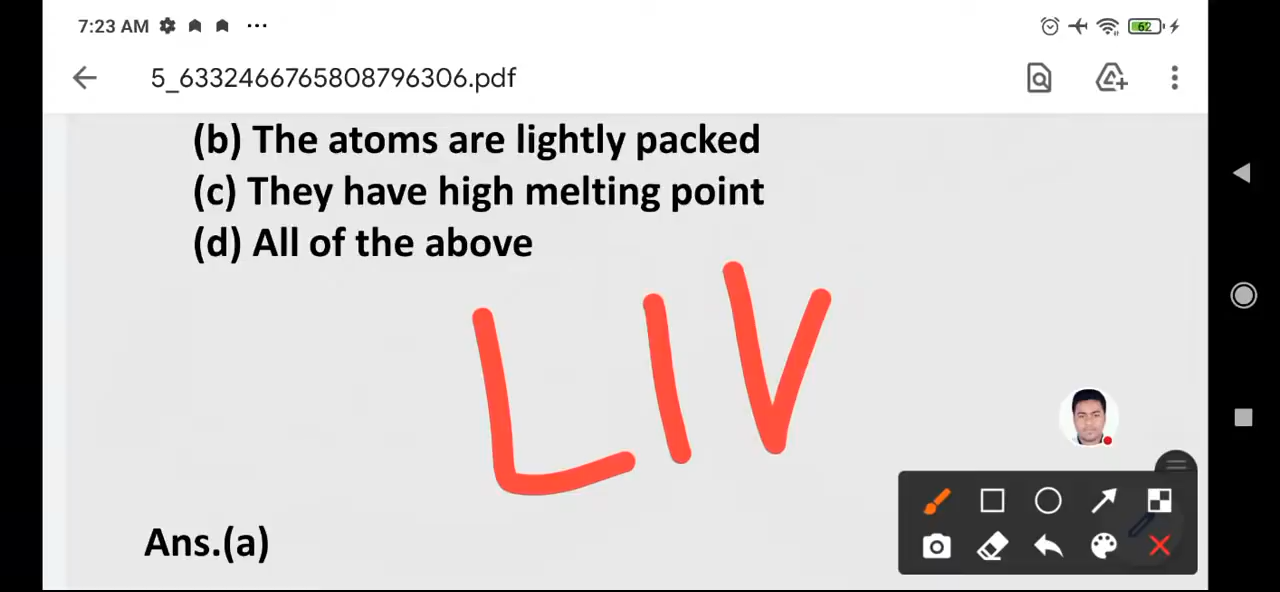 7:23 AM ...
62
5_6332466765808796306.pdf
(b) The atoms are lightly packed
(c) They have high melting point
(d) All of the above
LIV
Ans.(a)